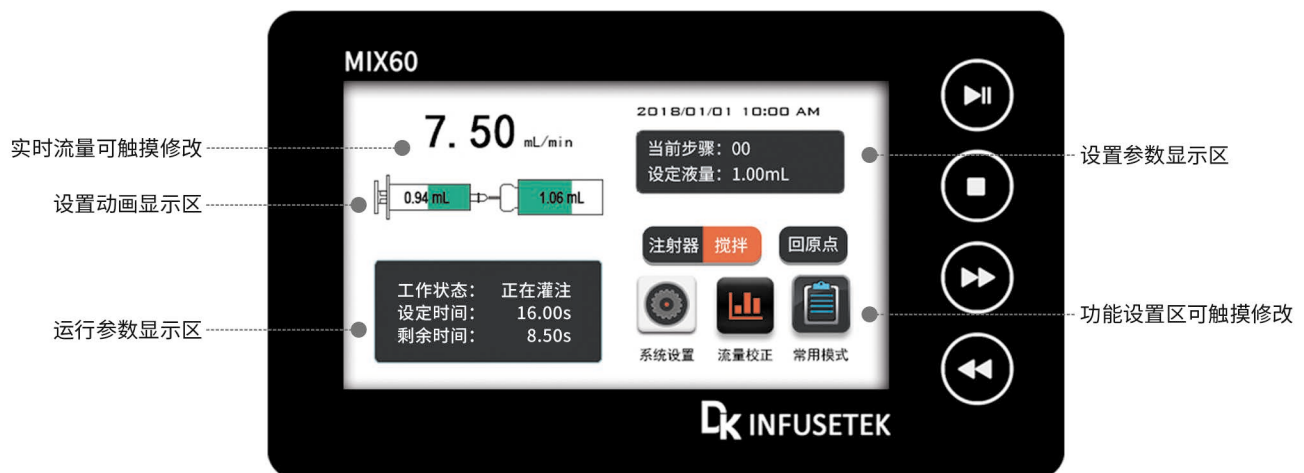 MIX60
7.50 mL/min
2018/01/01 10:00 AM
当前步骤：00
设定液量：1.00mL
0.94 mL
1.06 mL
注射器
搅拌
回原点
工作状态： 正在灌注
设定时间： 16.00s
剩余时间： 8.50s
系统设置
流量校正
常用模式
DK INFUSETEK
实时流量可触摸修改
设置动画显示区
运行参数显示区
设置参数显示区
功能设置区可触摸修改